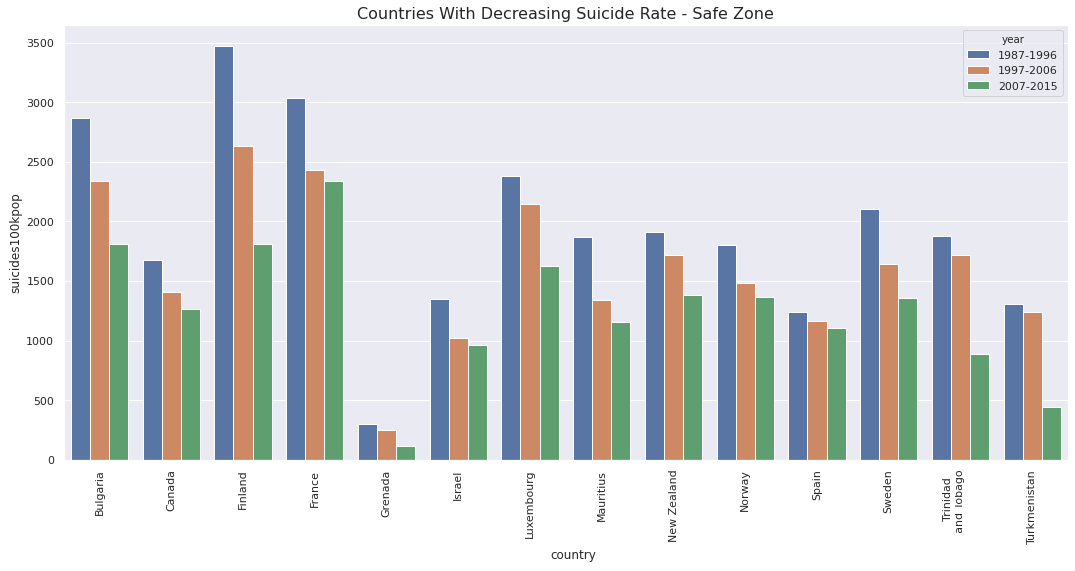 Countries With Decreasing Suicide Rate - Safe Zone
year
1987-1996
1997-2006
2007-2015
suicides100kpop
3500
3000
2500
2000
1500
1000
500
0
Bulgaria
Canada
Finland
France
Grenada
Israel
Luxembourg
Mauritius
New Zealand
Norway
Spain
Sweden
Trinidad
and Tobago
Turkmenistan
country